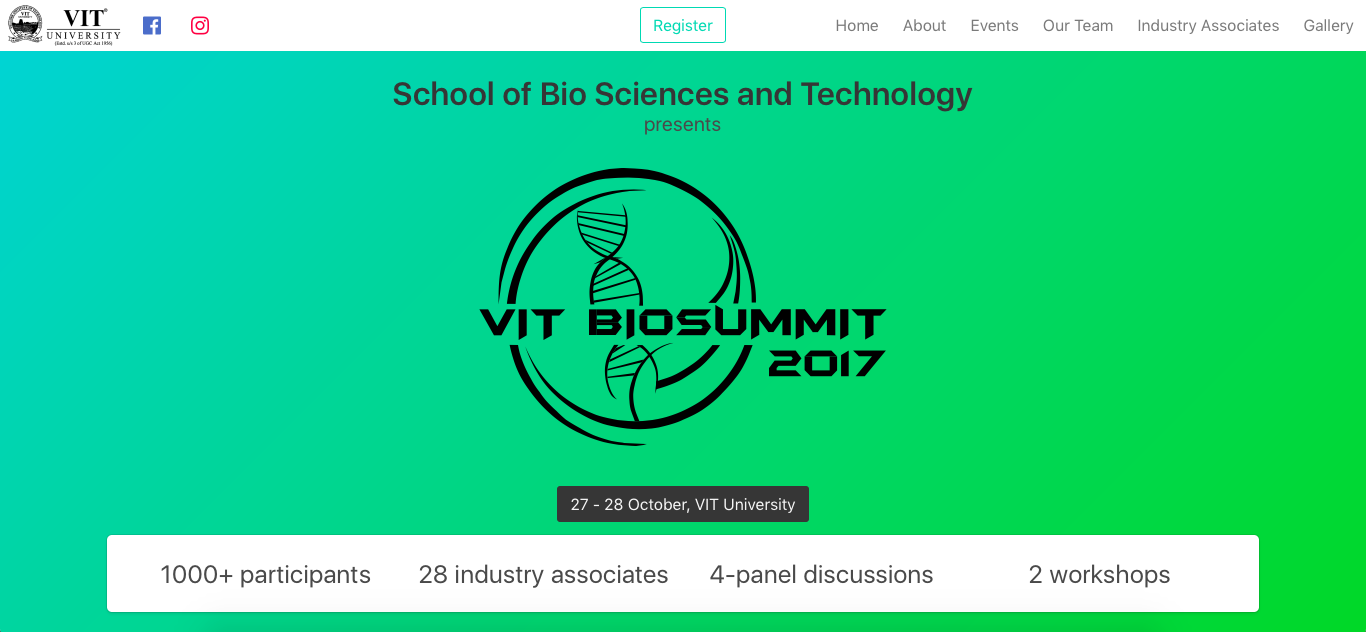 VIT®
UNIVERSITY
(Estd. u/s 3 of UGC Act 1956)
Register
Home About Events Our Team Industry Associates Gallery
School of Bio Sciences and Technology
presents
VIT BIOSUMMIT
2017
27 - 28 October, VIT University
1000+ participants 28 industry associates 4-panel discussions 2 workshops